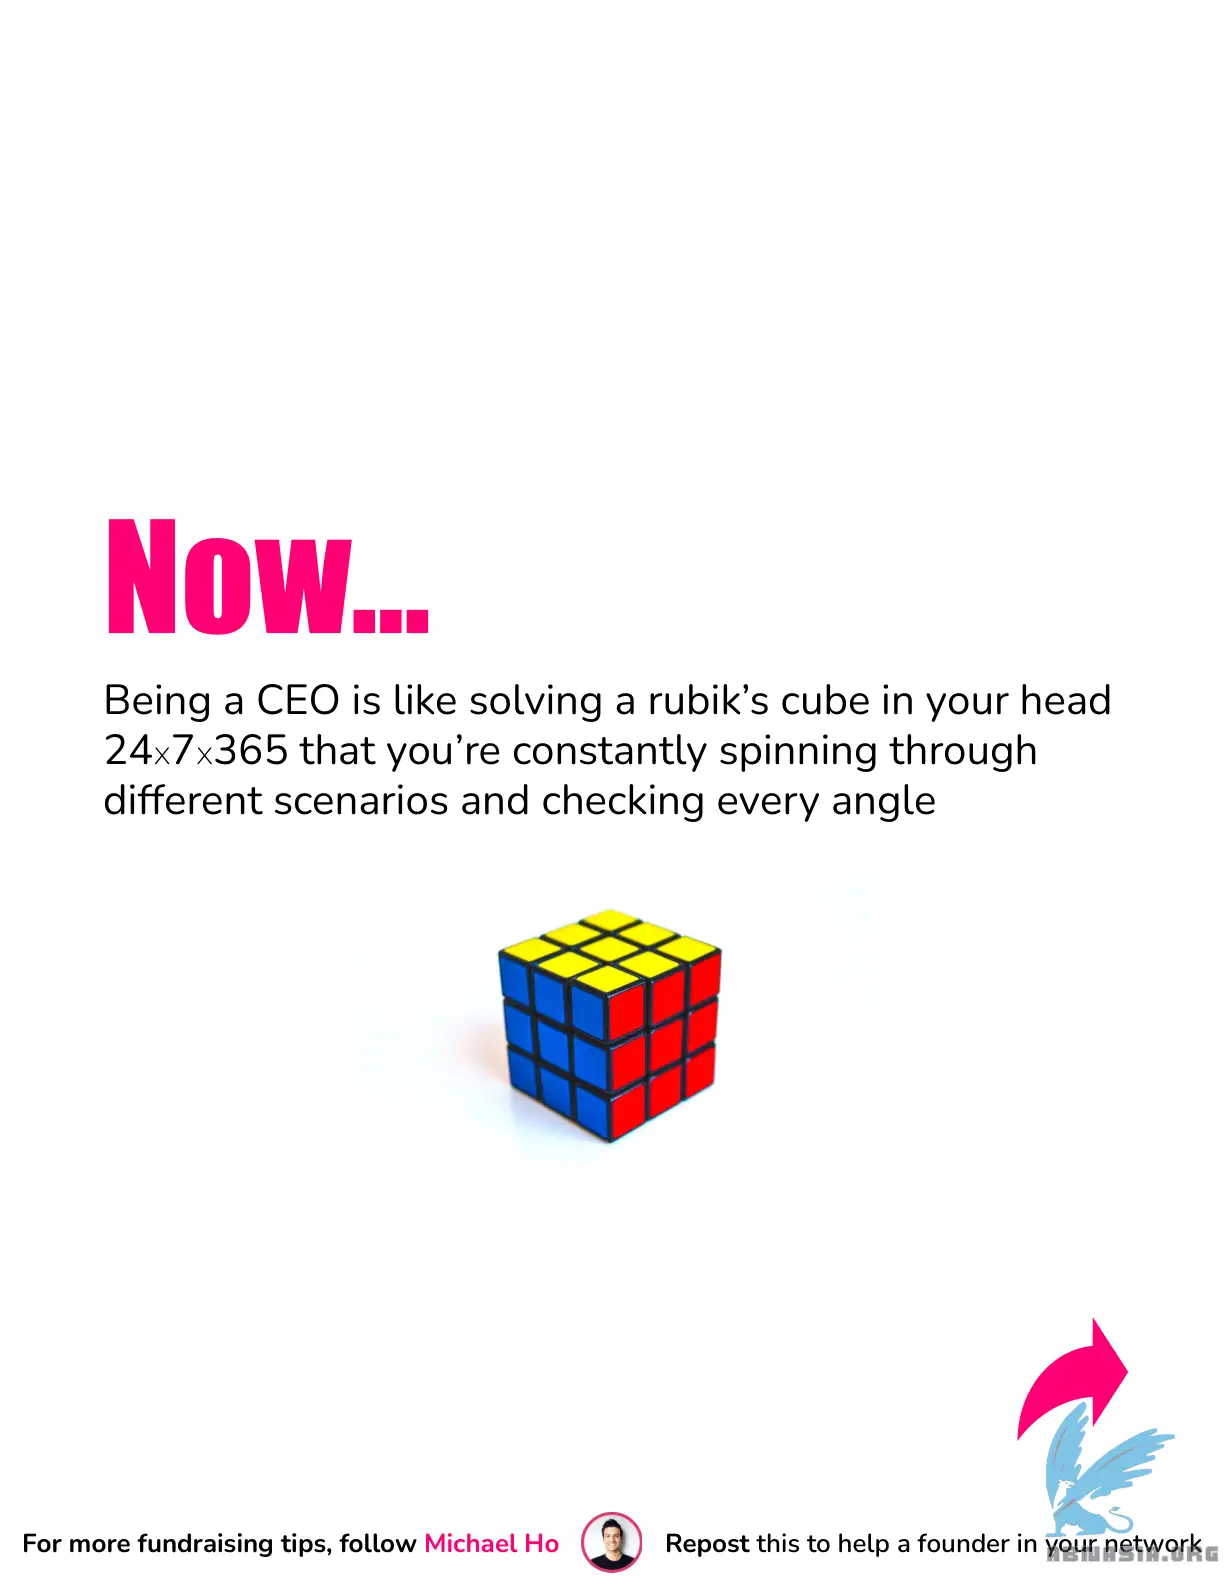 Now...
Being a CEO is like solving a rubik’s cube in your head
24x7x365 that you’re constantly spinning through
different scenarios and checking every angle
For more fundraising tips, follow Michael Ho
Repost this to help a founder in your network
ABMASIA.ORG